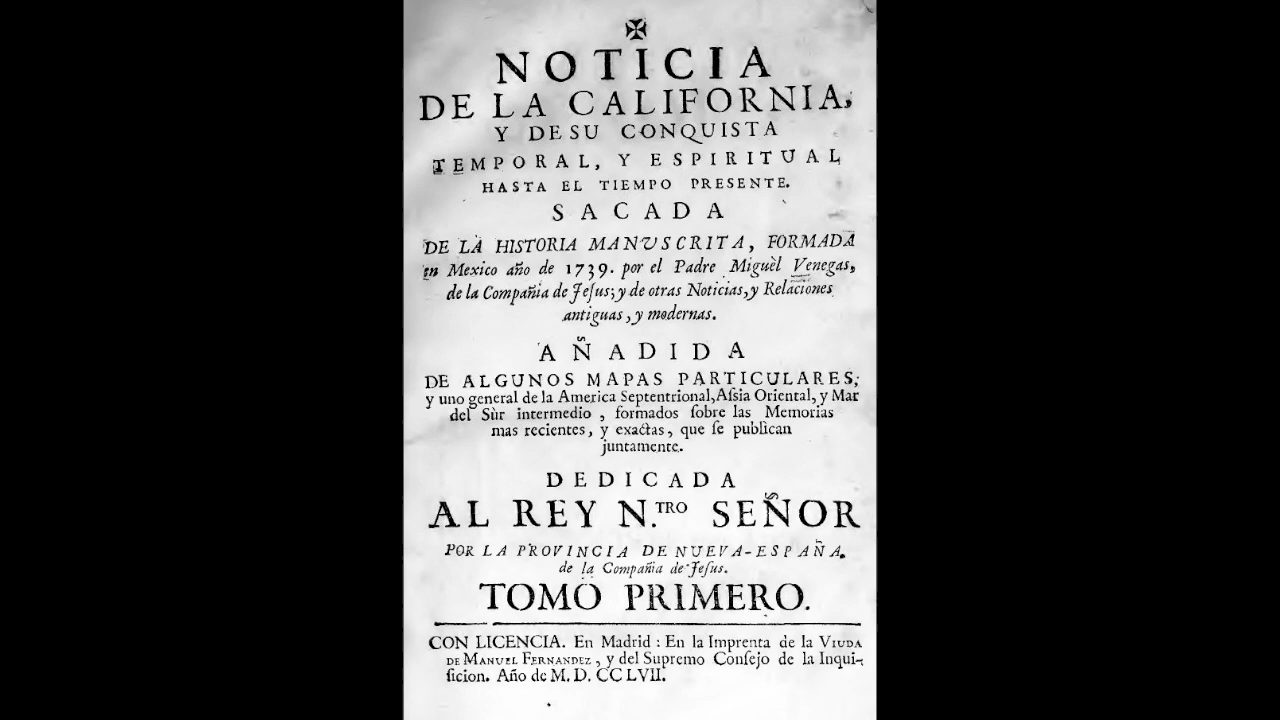 ✠
NOTICIA
DE LA CALIFORNIA,
Y DE SU CONQUISTA
TEMPORAL, Y ESPIRITUAL
HASTA EL TIEMPO PRESENTE.
SACADA
DE LA HISTORIA MANUSCRITA, FORMADA
en Mexico año de 1739. por el Padre Miguèl Venegas,
de la Compañia de Jeſus; y de otras Noticias, y Relaciones
antiguas, y modernas.
AÑADIDA
DE ALGUNOS MAPAS PARTICULARES,
y uno general de la America Septentrional, Aſsia Oriental, y Mar
del Sùr intermedio, formados ſobre las Memorias
mas recientes, y exactas, que ſe publican
juntamente.
DEDICADA
AL REY N.TRO SEÑOR
POR LA PROVINCIA DE NUEVA-ESPAÑA,
de la Compañia de Jeſus.
TOMO PRIMERO.
CON LICENCIA. En Madrid: En la Imprenta de la VIUDA
DE MANUEL FERNANDEZ, y del Supremo Conſejo de la Inqui-
ſicion. Año de M. D. CCLVII.